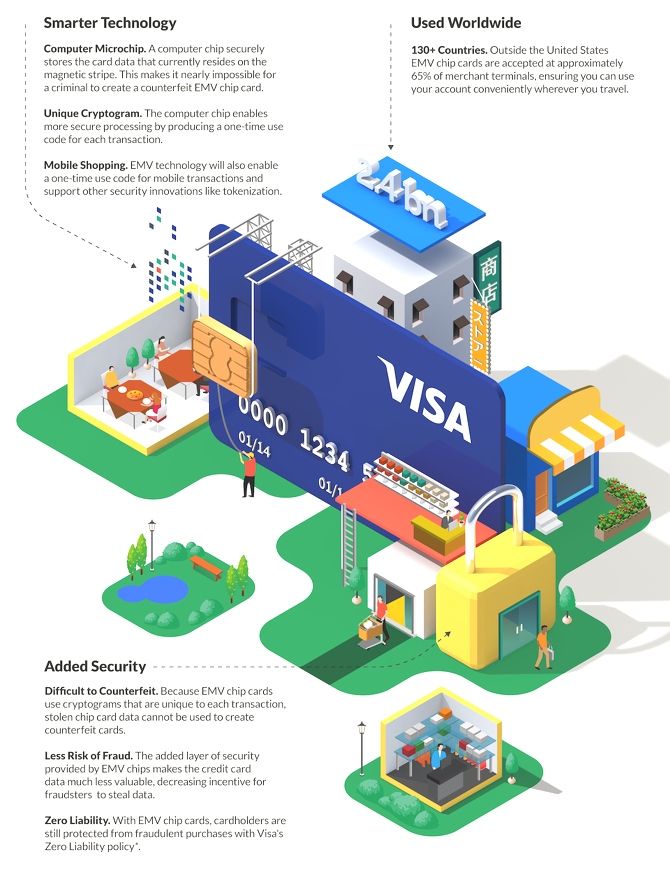 Smarter Technology
Computer Microchip. A computer chip securely
stores the card data that currently resides on the
magnetic stripe. This makes it nearly impossible for
a criminal to create a counterfeit EMV chip card.
Unique Cryptogram. The computer chip enables
more secure processing by producing a one-time use
code for each transaction.
Mobile Shopping. EMV technology will also enable
a one-time use code for mobile transactions and
support other security innovations like tokenization.
Used Worldwide
130+ Countries. Outside the United States
EMV chip cards are accepted at approximately
65% of merchant terminals, ensuring you can use
your account conveniently wherever you travel.
2.4bn
商店
ストア
VISA
0000 1234 5
01/14
01/1
Added Security
Difficult to Counterfeit. Because EMV chip cards
use cryptograms that are unique to each transaction,
stolen chip card data cannot be used to create
counterfeit cards.
Less Risk of Fraud. The added layer of security
provided by EMV chips makes the credit card
data much less valuable, decreasing incentive for
fraudsters to steal data.
Zero Liability. With EMV chip cards, cardholders are
still protected from fraudulent purchases with Visa's
Zero Liability policy*.